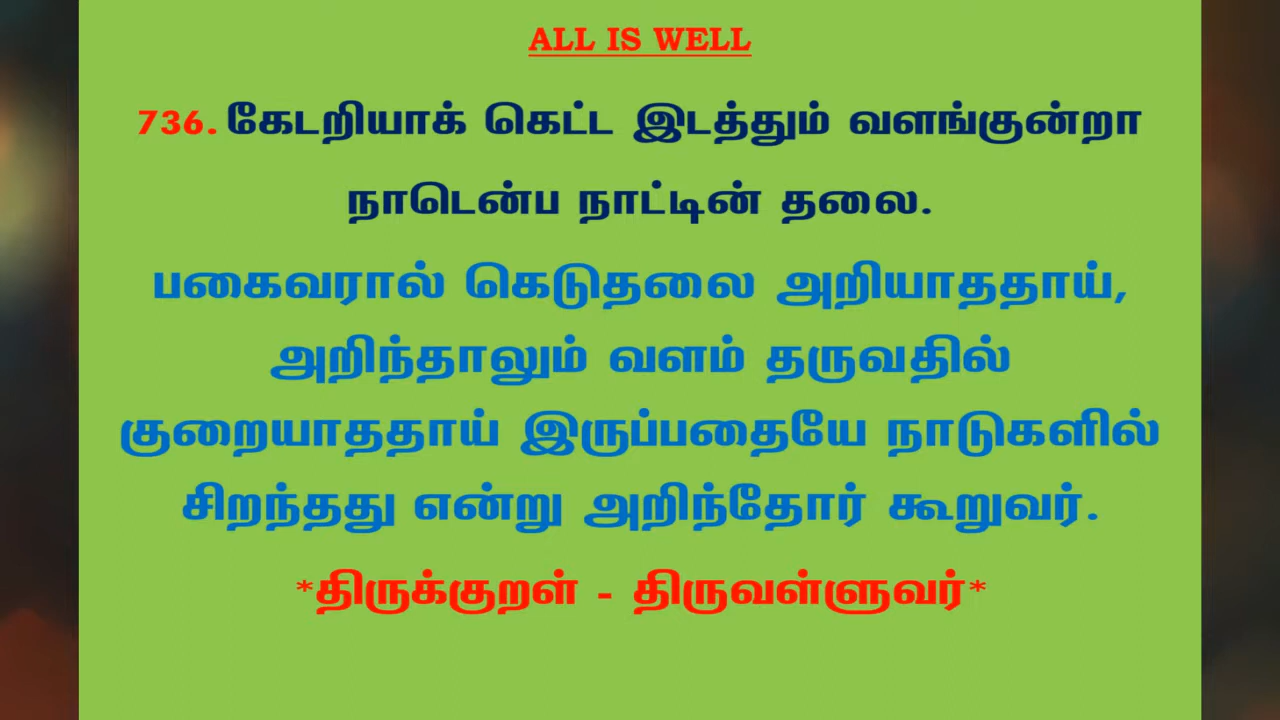 ALL IS WELL
736. கேடறியாக் கெட்ட இடத்தும் வளங்குன்றா
நாடென்ப நாட்டின் தலை.
பகைவரால் கெடுதலை அறியாததாய்,
அறிந்தாலும் வளம் தருவதில்
குறையாததாய் இருப்பதையே நாடுகளில்
சிறந்தது என்று அறிந்தோர் கூறுவர்.
*திருக்குறள் - திருவள்ளுவர்*